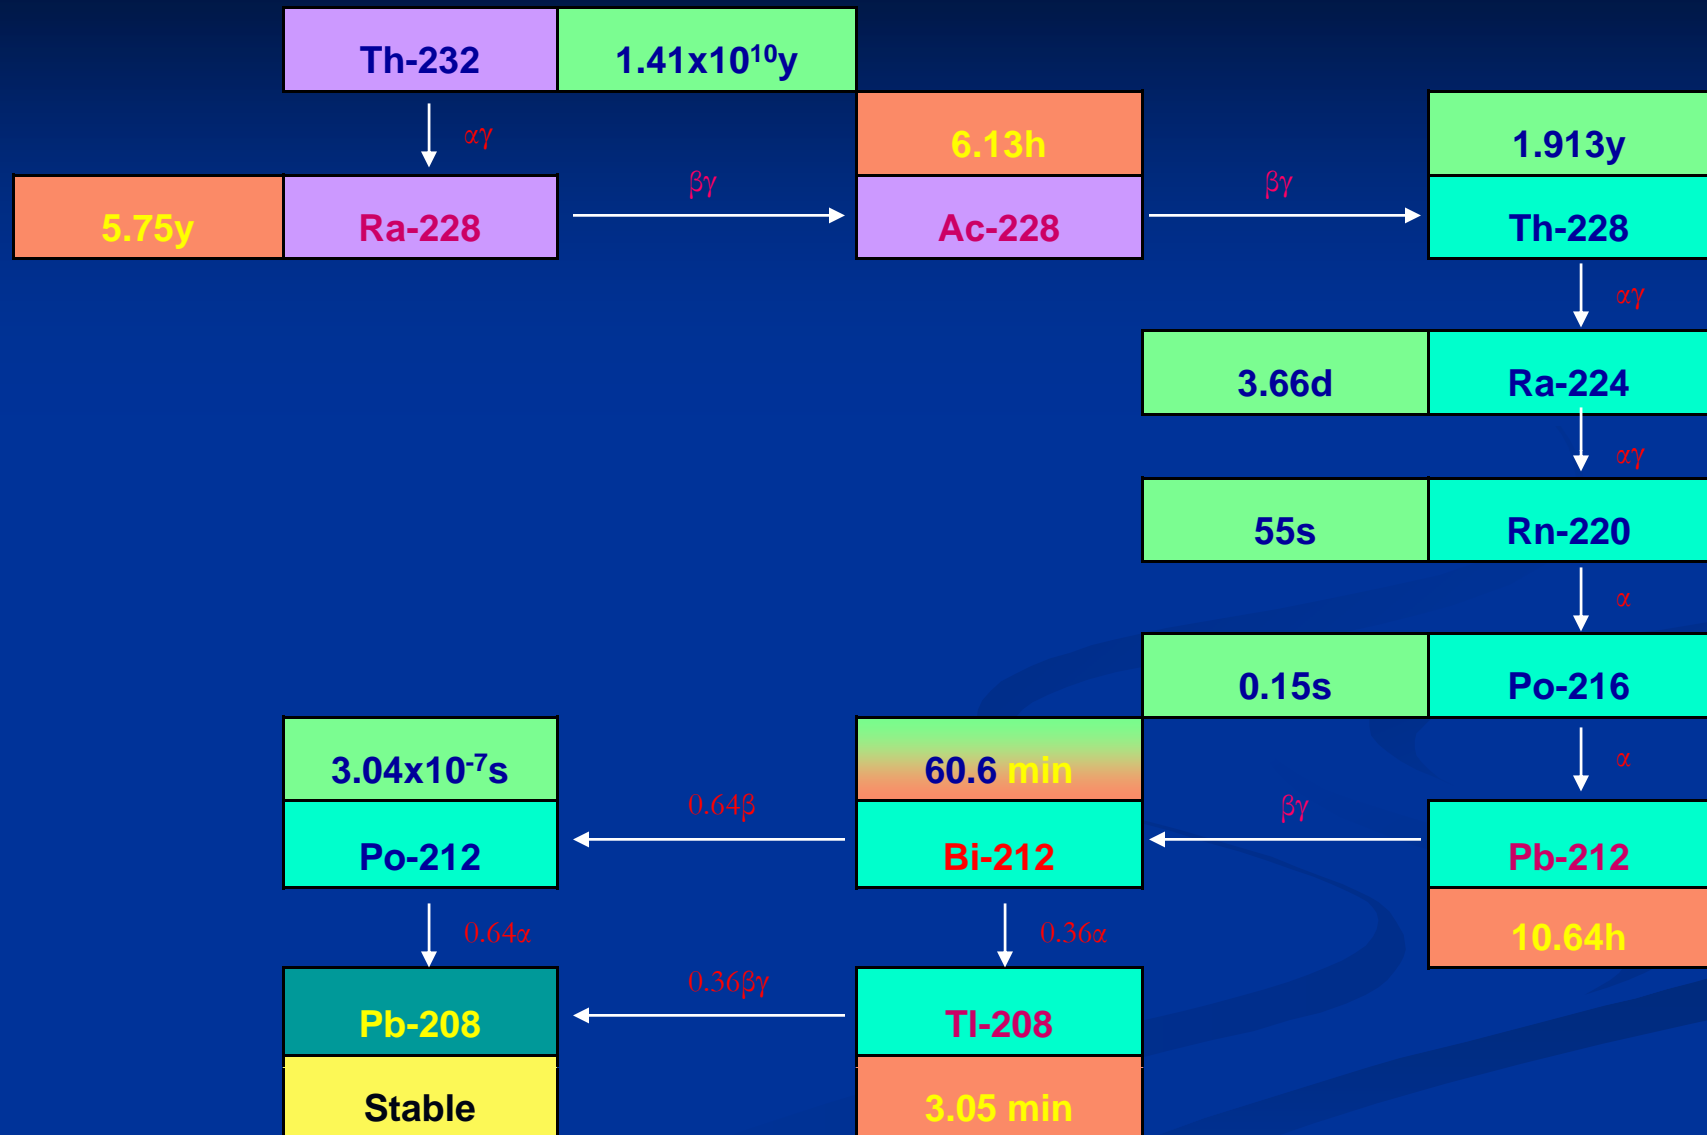 Th-232 1.41x10¹⁰y
αγ
6.13h
1.913y
5.75y Ra-228
βγ
Ac-228
βγ
Th-228
αγ
3.66d Ra-224
αγ
55s Rn-220
α
0.15s Po-216
α
3.04x10⁻⁷s
60.6 min
0.64β
βγ
Po-212
Bi-212
Pb-212
0.64α
0.36α
10.64h
0.36βγ
Pb-208
Tl-208
Stable
3.05 min